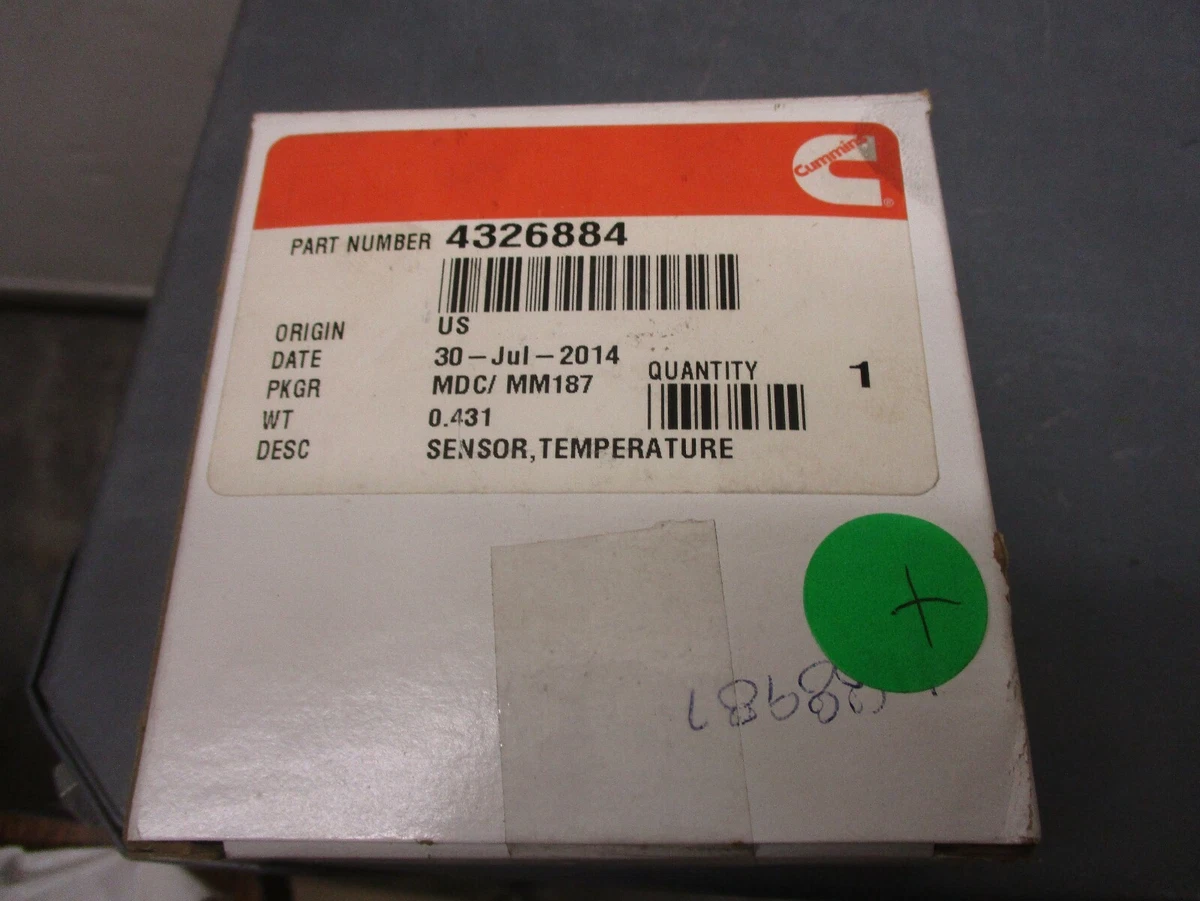 Cummins
®
PART NUMBER 4326884
ORIGIN US
DATE 30-Jul-2014
PKGR MDC/ MM187
QUANTITY 1
WT 0.431
DESC SENSOR,TEMPERATURE